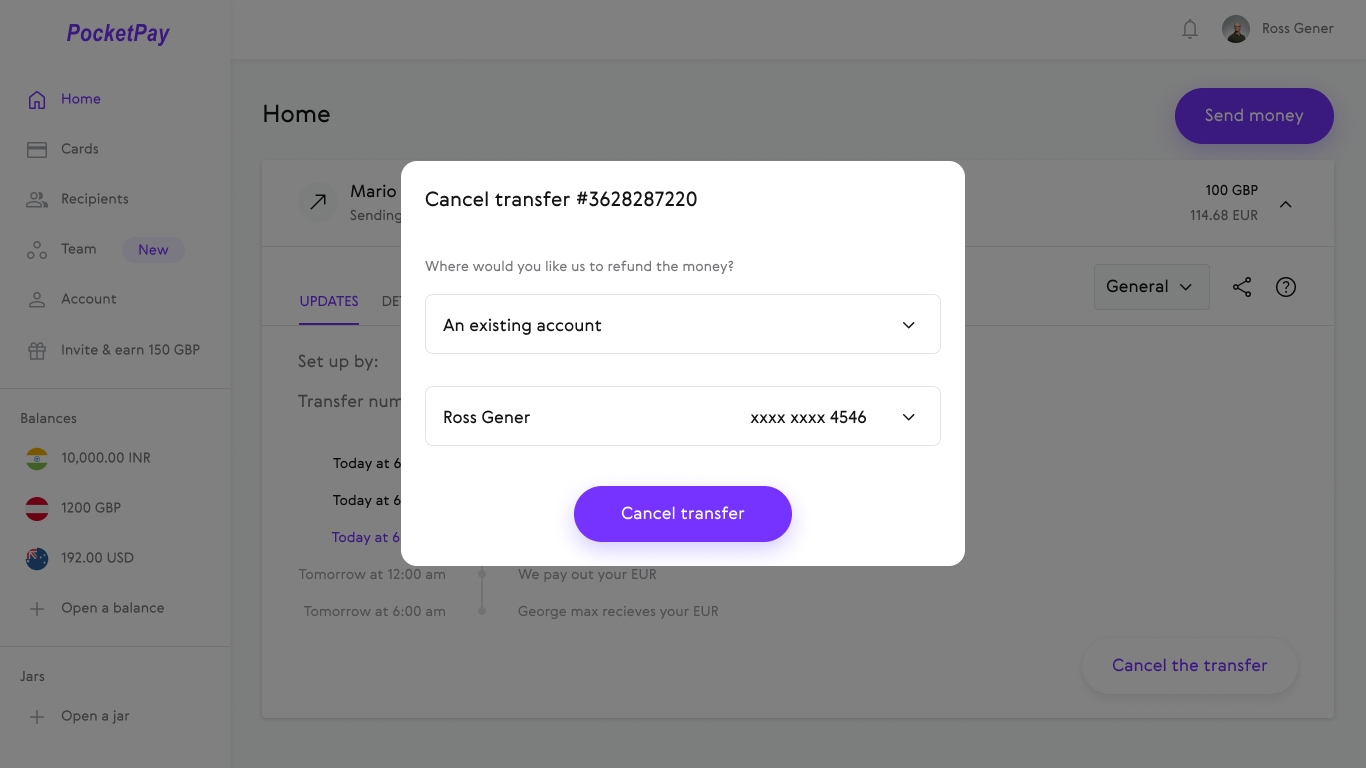 PocketPay
Ross Gener
Home
Cards
Recipients
Team New
Account
Invite & earn 150 GBP
Balances
10,000.00 INR
1200 GBP
192.00 USD
Open a balance
Jars
Open a jar
Home
Send money
Mario
Sending
100 GBP
114.68 EUR
UPDATES
General
Set up by:
Transfer
Today at
Today at
Today at
Tomorrow at 12:00 am We pay out your EUR
Tomorrow at 6:00 am George max recieves your EUR
Cancel the transfer
Cancel transfer #3628287220
Where would you like us to refund the money?
An existing account
Ross Gener xxxx xxxx 4546
Cancel transfer